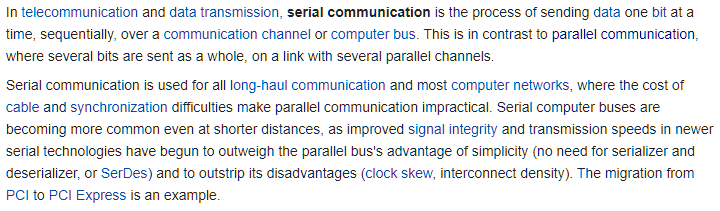 In telecommunication and data transmission, serial communication is the process of sending data one bit at a
time, sequentially, over a communication channel or computer bus. This is in contrast to parallel communication,
where several bits are sent as a whole, on a link with several parallel channels.
Serial communication is used for all long-haul communication and most computer networks, where the cost of
cable and synchronization difficulties make parallel communication impractical. Serial computer buses are
becoming more common even at shorter distances, as improved signal integrity and transmission speeds in newer
serial technologies have begun to outweigh the parallel bus's advantage of simplicity (no need for serializer and
deserializer, or SerDes) and to outstrip its disadvantages (clock skew, interconnect density). The migration from
PCI to PCI Express is an example.